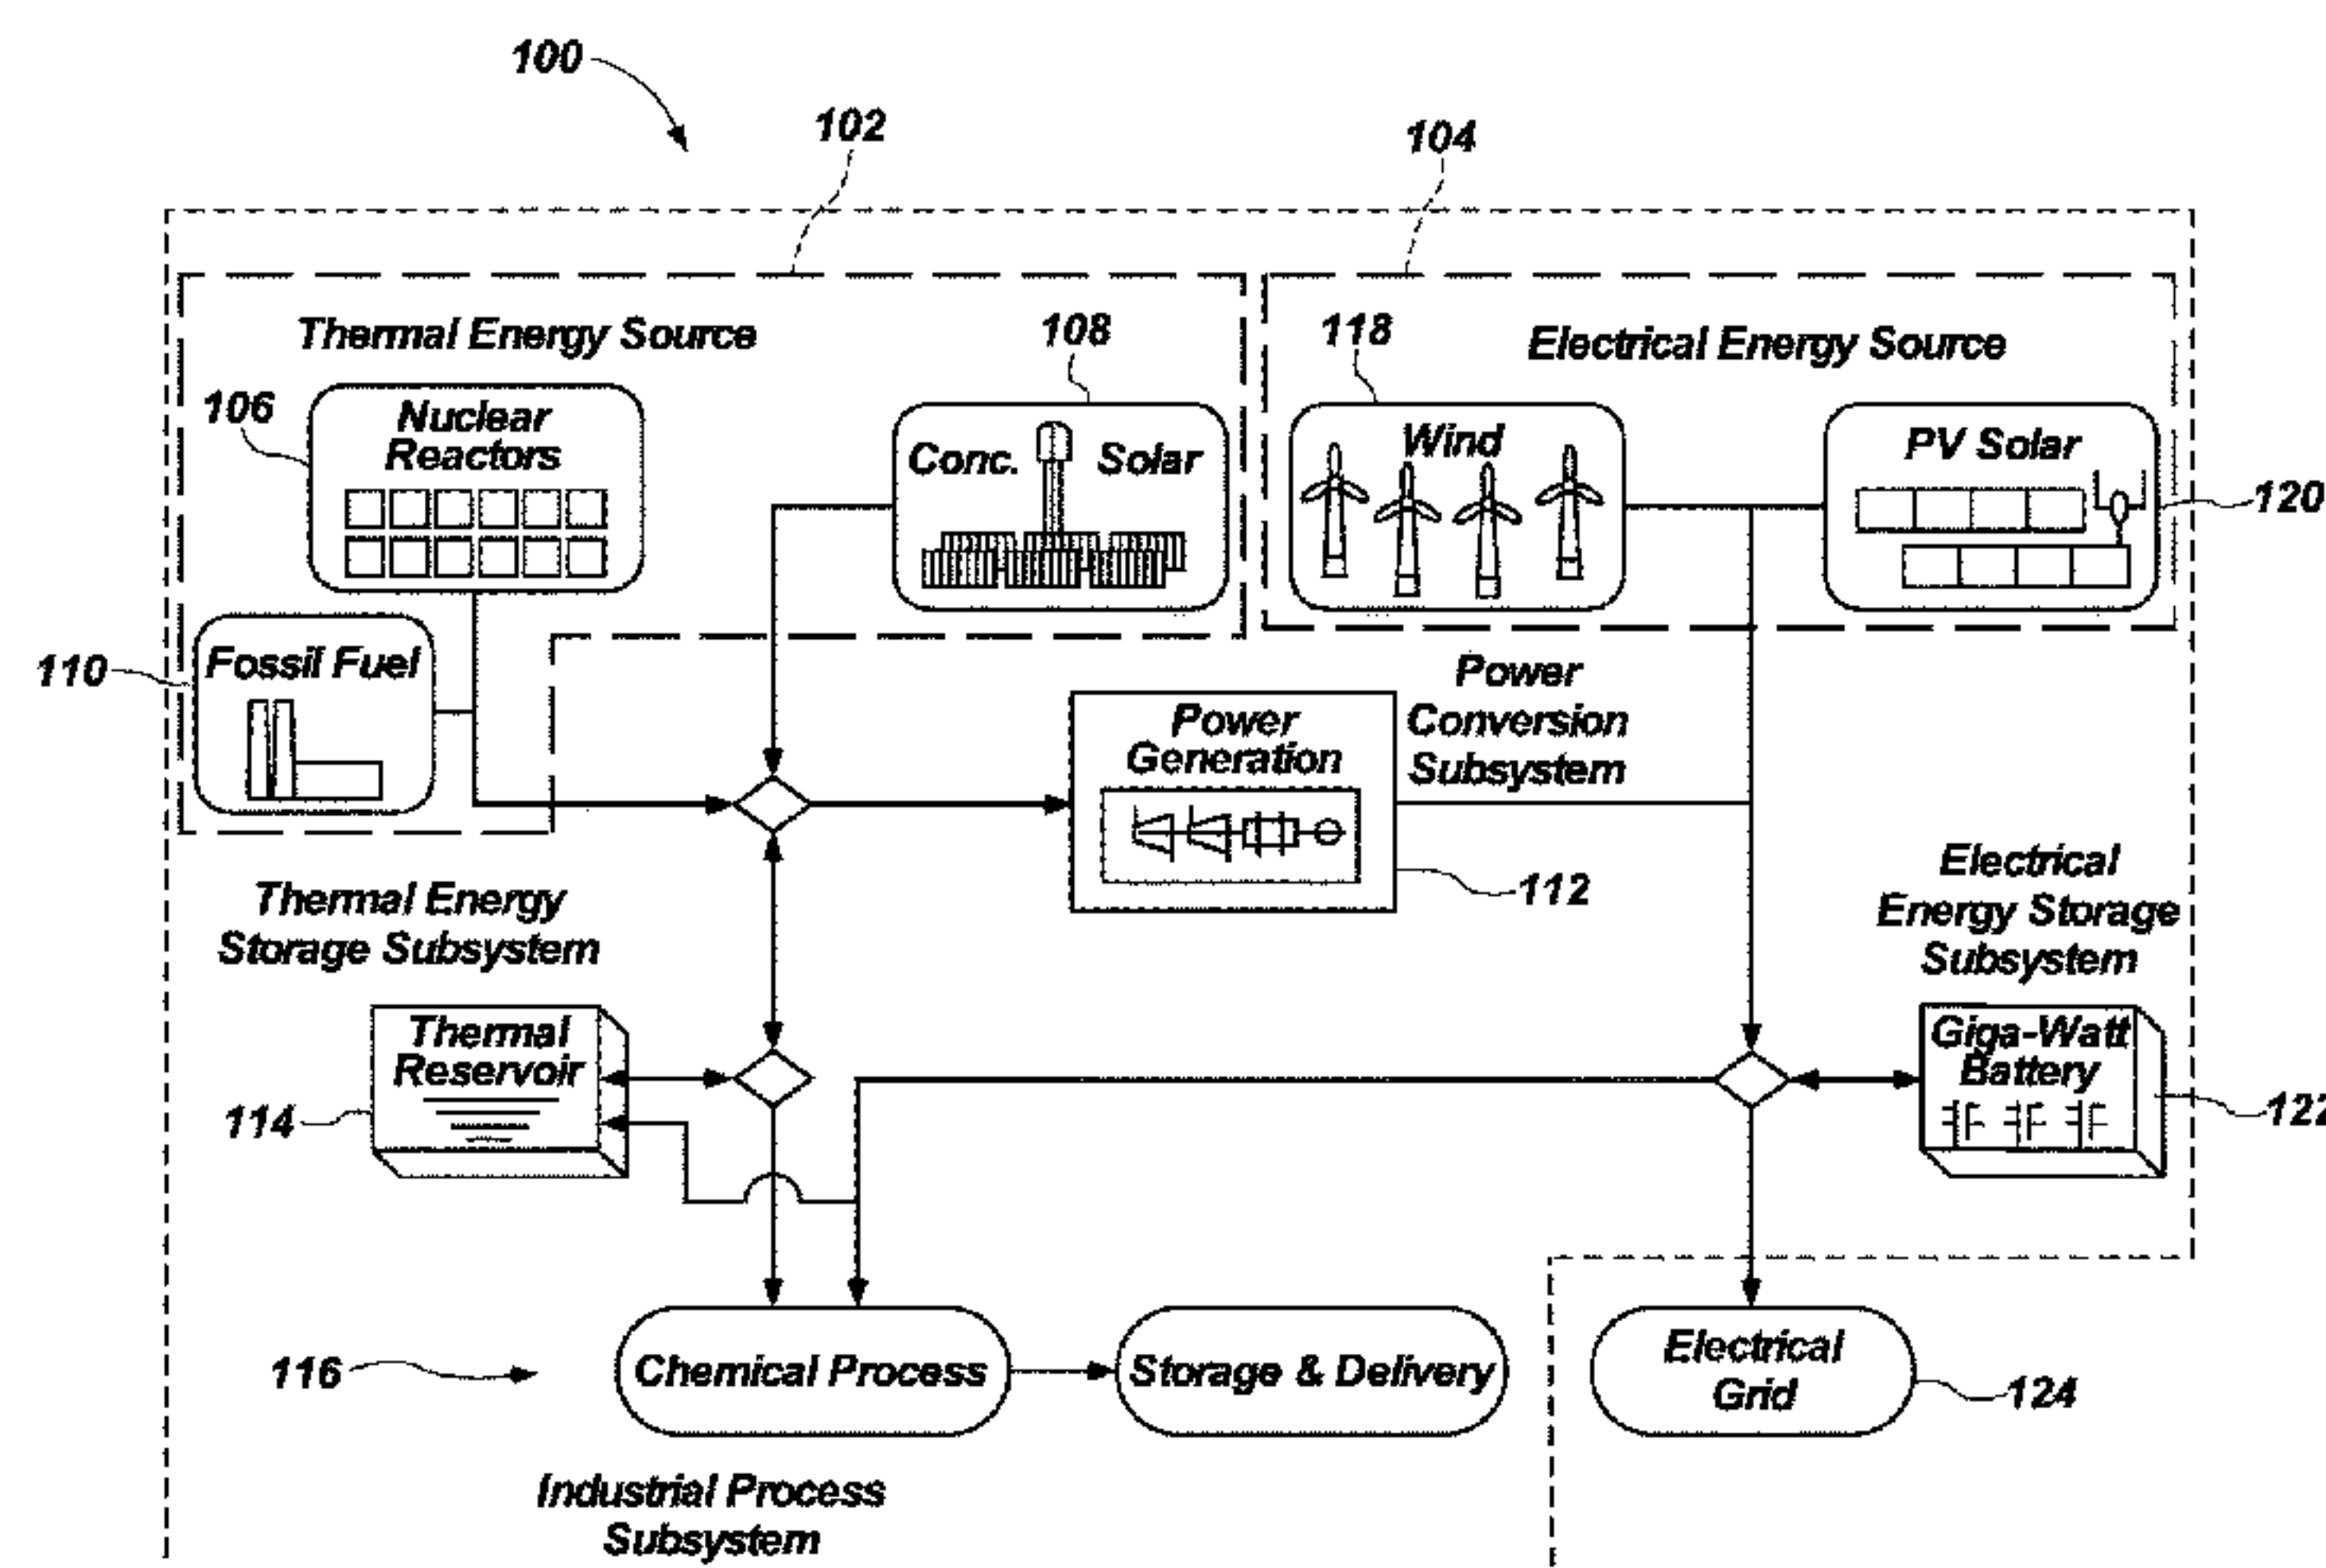 100
102
104
Thermal Energy Source
108
118
Electrical Energy Source
106
Nuclear
Reactors
Conc. Solar
Wind
PV Solar
120
110
Fossil Fuel
Power
Generation
Power
Conversion
Subsystem
112
Thermal Energy
Storage Subsystem
Electrical
Energy Storage
Subsystem
Thermal
Reservoir
114
Giga-Watt
Battery
122
116
Chemical Process
Storage & Delivery
Electrical
Grid
124
Industrial Process
Subsystem